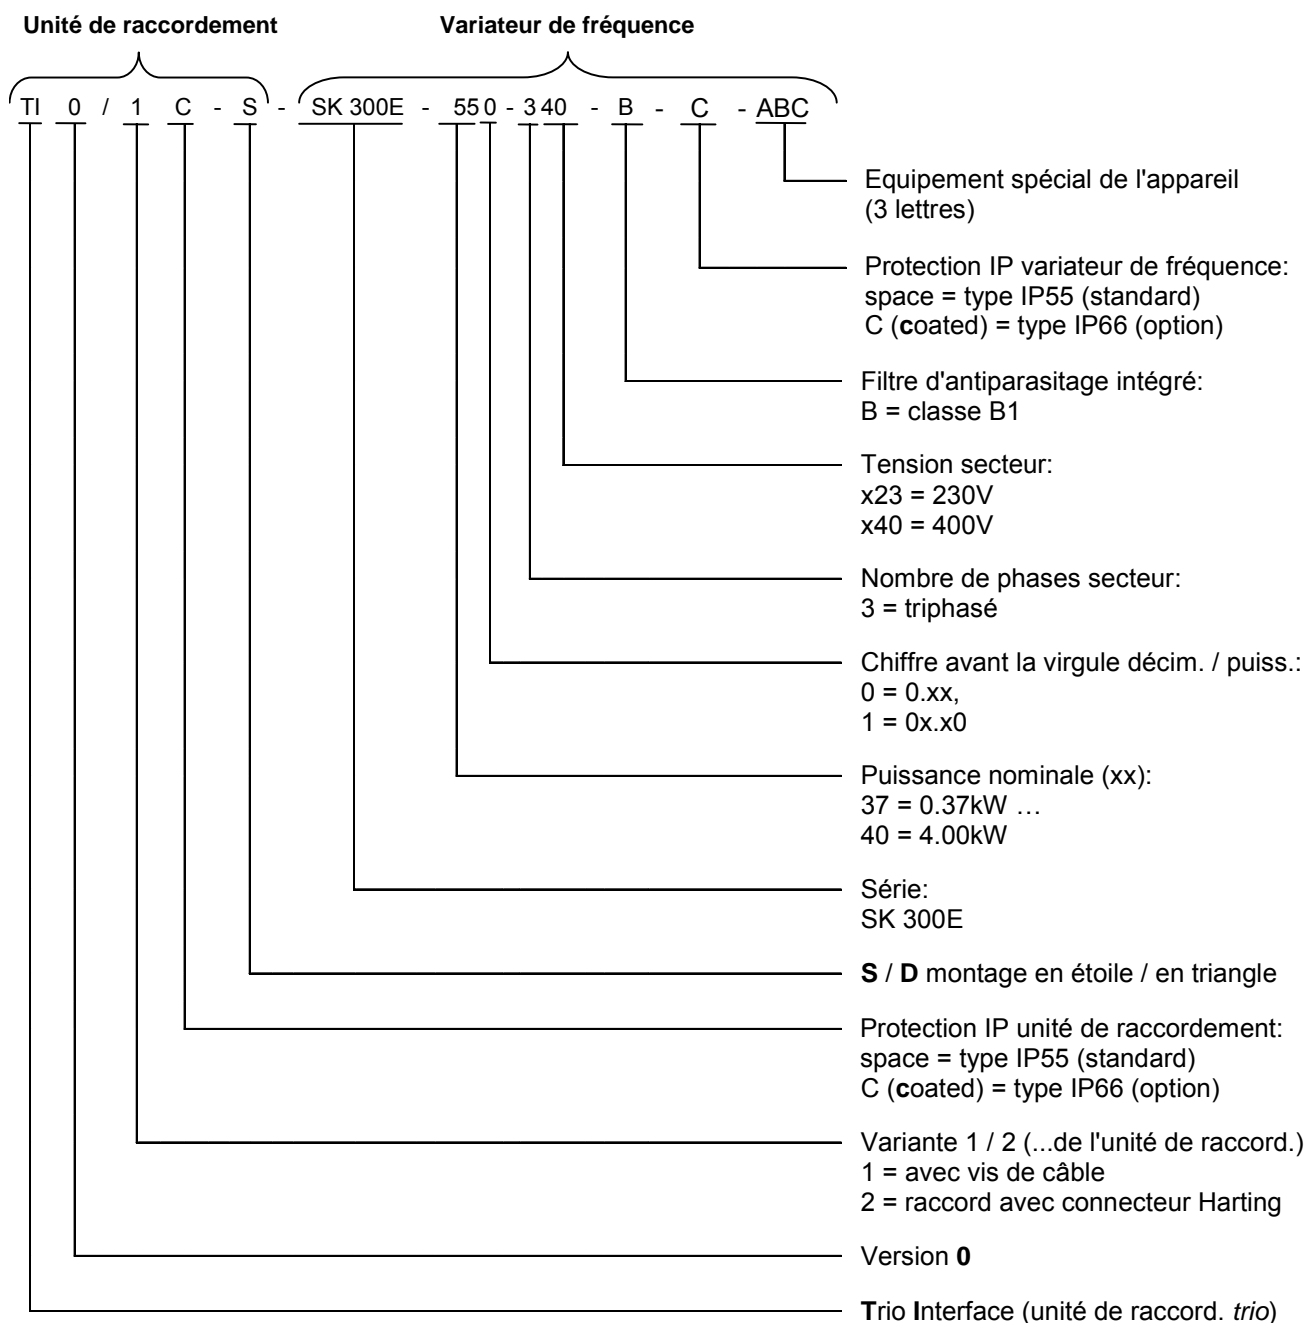 Unité de raccordement Variateur de fréquence
TI 0 / 1 C - S - SK 300E - 55 0 - 3 40 - B - C - ABC
Equipement spécial de l'appareil
(3 lettres)
Protection IP variateur de fréquence:
space = type IP55 (standard)
C (coated) = type IP66 (option)
Filtre d'antiparasitage intégré:
B = classe B1
Tension secteur:
x23 = 230V
x40 = 400V
Nombre de phases secteur:
3 = triphasé
Chiffre avant la virgule décim. / puiss.:
0 = 0.xx,
1 = 0x.x0
Puissance nominale (xx):
37 = 0.37kW …
40 = 4.00kW
Série:
SK 300E
S / D montage en étoile / en triangle
Protection IP unité de raccordement:
space = type IP55 (standard)
C (coated) = type IP66 (option)
Variante 1 / 2 (...de l'unité de raccord.)
1 = avec vis de câble
2 = raccord avec connecteur Harting
Version 0
Trio Interface (unité de raccord. trio)